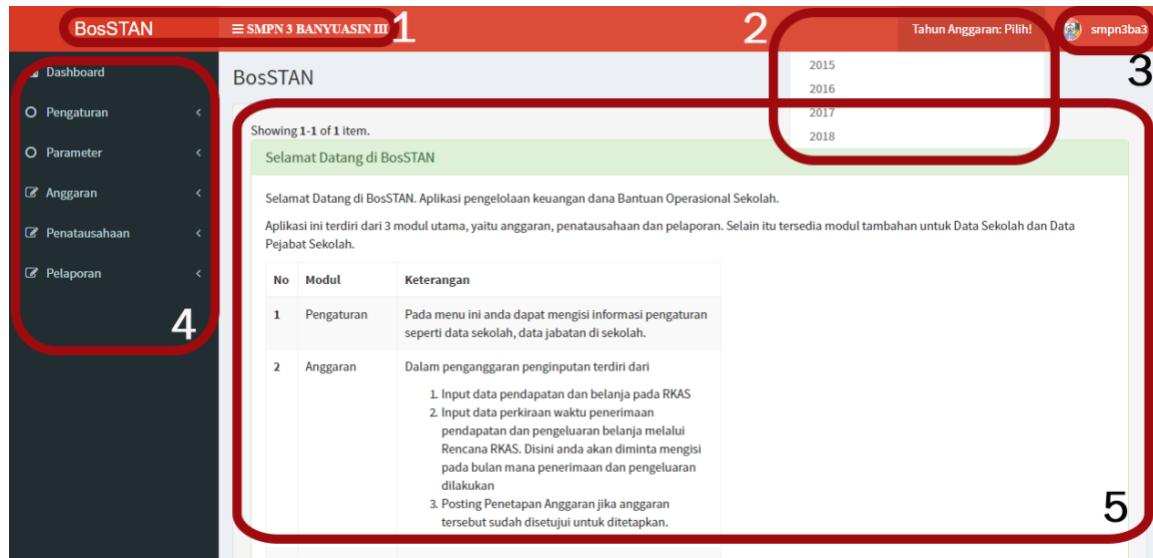 BosSTAN
SMPN 3 BANYUASIN III
1
2
Tahun Anggaran: Pilih!
smpn3ba3
3
2015
2016
2017
2018
Dashboard
Pengaturan
Parameter
Anggaran
Penatausahaan
Pelaporan
4
BosSTAN
Showing 1-1 of 1 item.
Selamat Datang di BosSTAN
Selamat Datang di BosSTAN. Aplikasi pengelolaan keuangan dana Bantuan Operasional Sekolah.
Aplikasi ini terdiri dari 3 modul utama, yaitu anggaran, penatausahaan dan pelaporan. Selain itu tersedia modul tambahan untuk Data Sekolah dan Data
Pejabat Sekolah.
No Modul Keterangan
1 Pengaturan Pada menu ini anda dapat mengisi informasi pengaturan
seperti data sekolah, data jabatan di sekolah.
2 Anggaran Dalam penganggaran penginputan terdiri dari
1. Input data pendapatan dan belanja pada RKAS
2. Input data perkiraan waktu penerimaan
pendapatan dan pengeluaran belanja melalui
Rencana RKAS. Disini anda akan diminta mengisi
pada bulan mana penerimaan dan pengeluaran
dilakukan
3. Posting Penetapan Anggaran jika anggaran
tersebut sudah disetujui untuk ditetapkan.
5